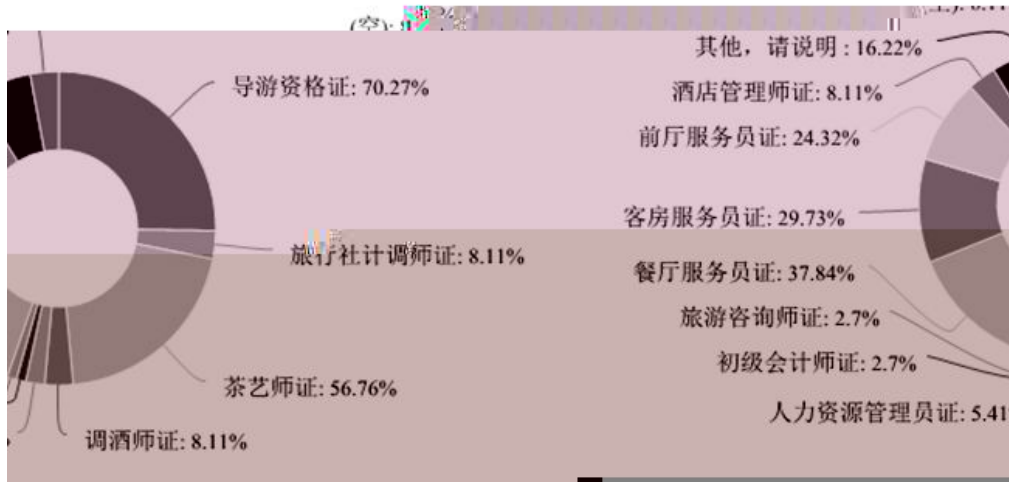 (空):
其他，请说明 : 16.22%
导游资格证: 70.27%
酒店管理师证: 8.11%
前厅服务员证: 24.32%
客房服务员证: 29.73%
旅行社计调师证: 8.11%
餐厅服务员证: 37.84%
旅游咨询师证: 2.7%
初级会计师证: 2.7%
茶艺师证: 56.76%
人力资源管理员证: 5.41
调酒师证: 8.11%